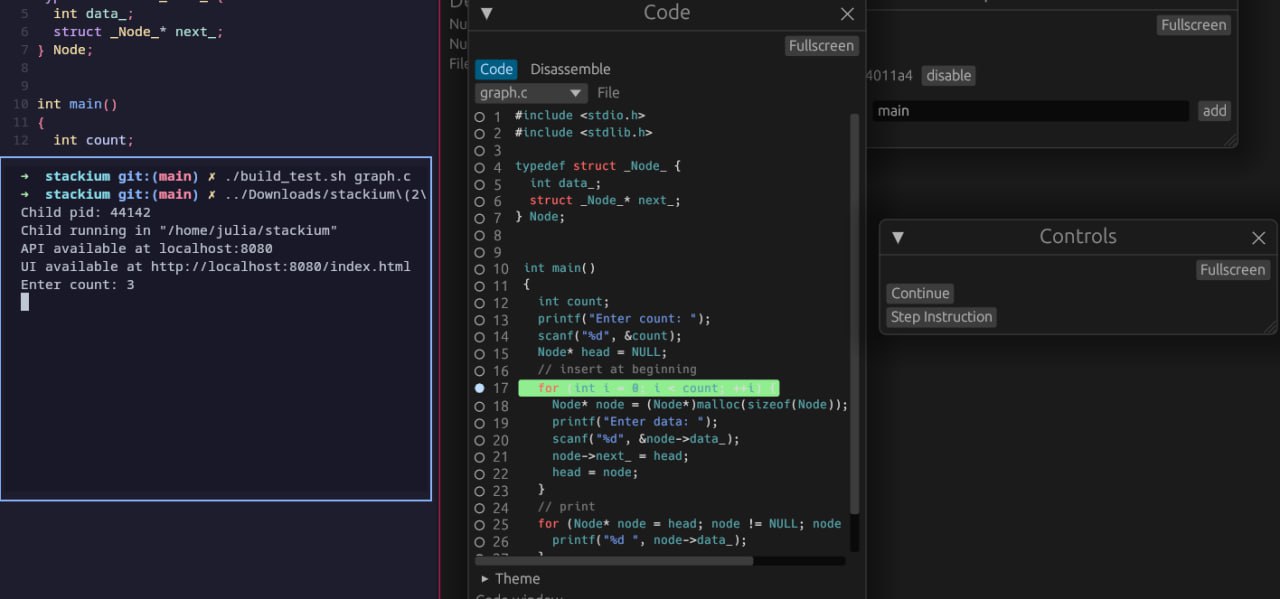 5 int data_;
6 struct _Node_* next_;
7 } Node;
8
9
10 int main()
11 {
12 int count;
➜ stackium git:(main) ✗ ./build_test.sh graph.c
➜ stackium git:(main) ✗ ../Downloads/stackium\(2\
Child pid: 44142
Child running in "/home/julia/stackium"
API available at localhost:8080
UI available at http://localhost:8080/index.html
Enter count: 3
De
Nu
Nu
File
▼ Code ×
Fullscreen
Code Disassemble
graph.c ▼ File
1 #include <stdio.h>
2 #include <stdlib.h>
3
4 typedef struct _Node_ {
5 int data_;
6 struct _Node_* next_;
7 } Node;
8
9
10 int main()
11 {
12 int count;
13 printf("Enter count: ");
14 scanf("%d", &count);
15 Node* head = NULL;
16 // insert at beginning
17 for (int i = 0; i < count; ++i) {
18 Node* node = (Node*)malloc(sizeof(Node));
19 printf("Enter data: ");
20 scanf("%d", &node->data_);
21 node->next_ = head;
22 head = node;
23 }
24 // print
25 for (Node* node = head; node != NULL; node
26 printf("%d ", node->data_);
27 }
▸ Theme
Code window
Fullscreen
4011a4 disable
main add
▼ Controls ×
Fullscreen
Continue
Step Instruction